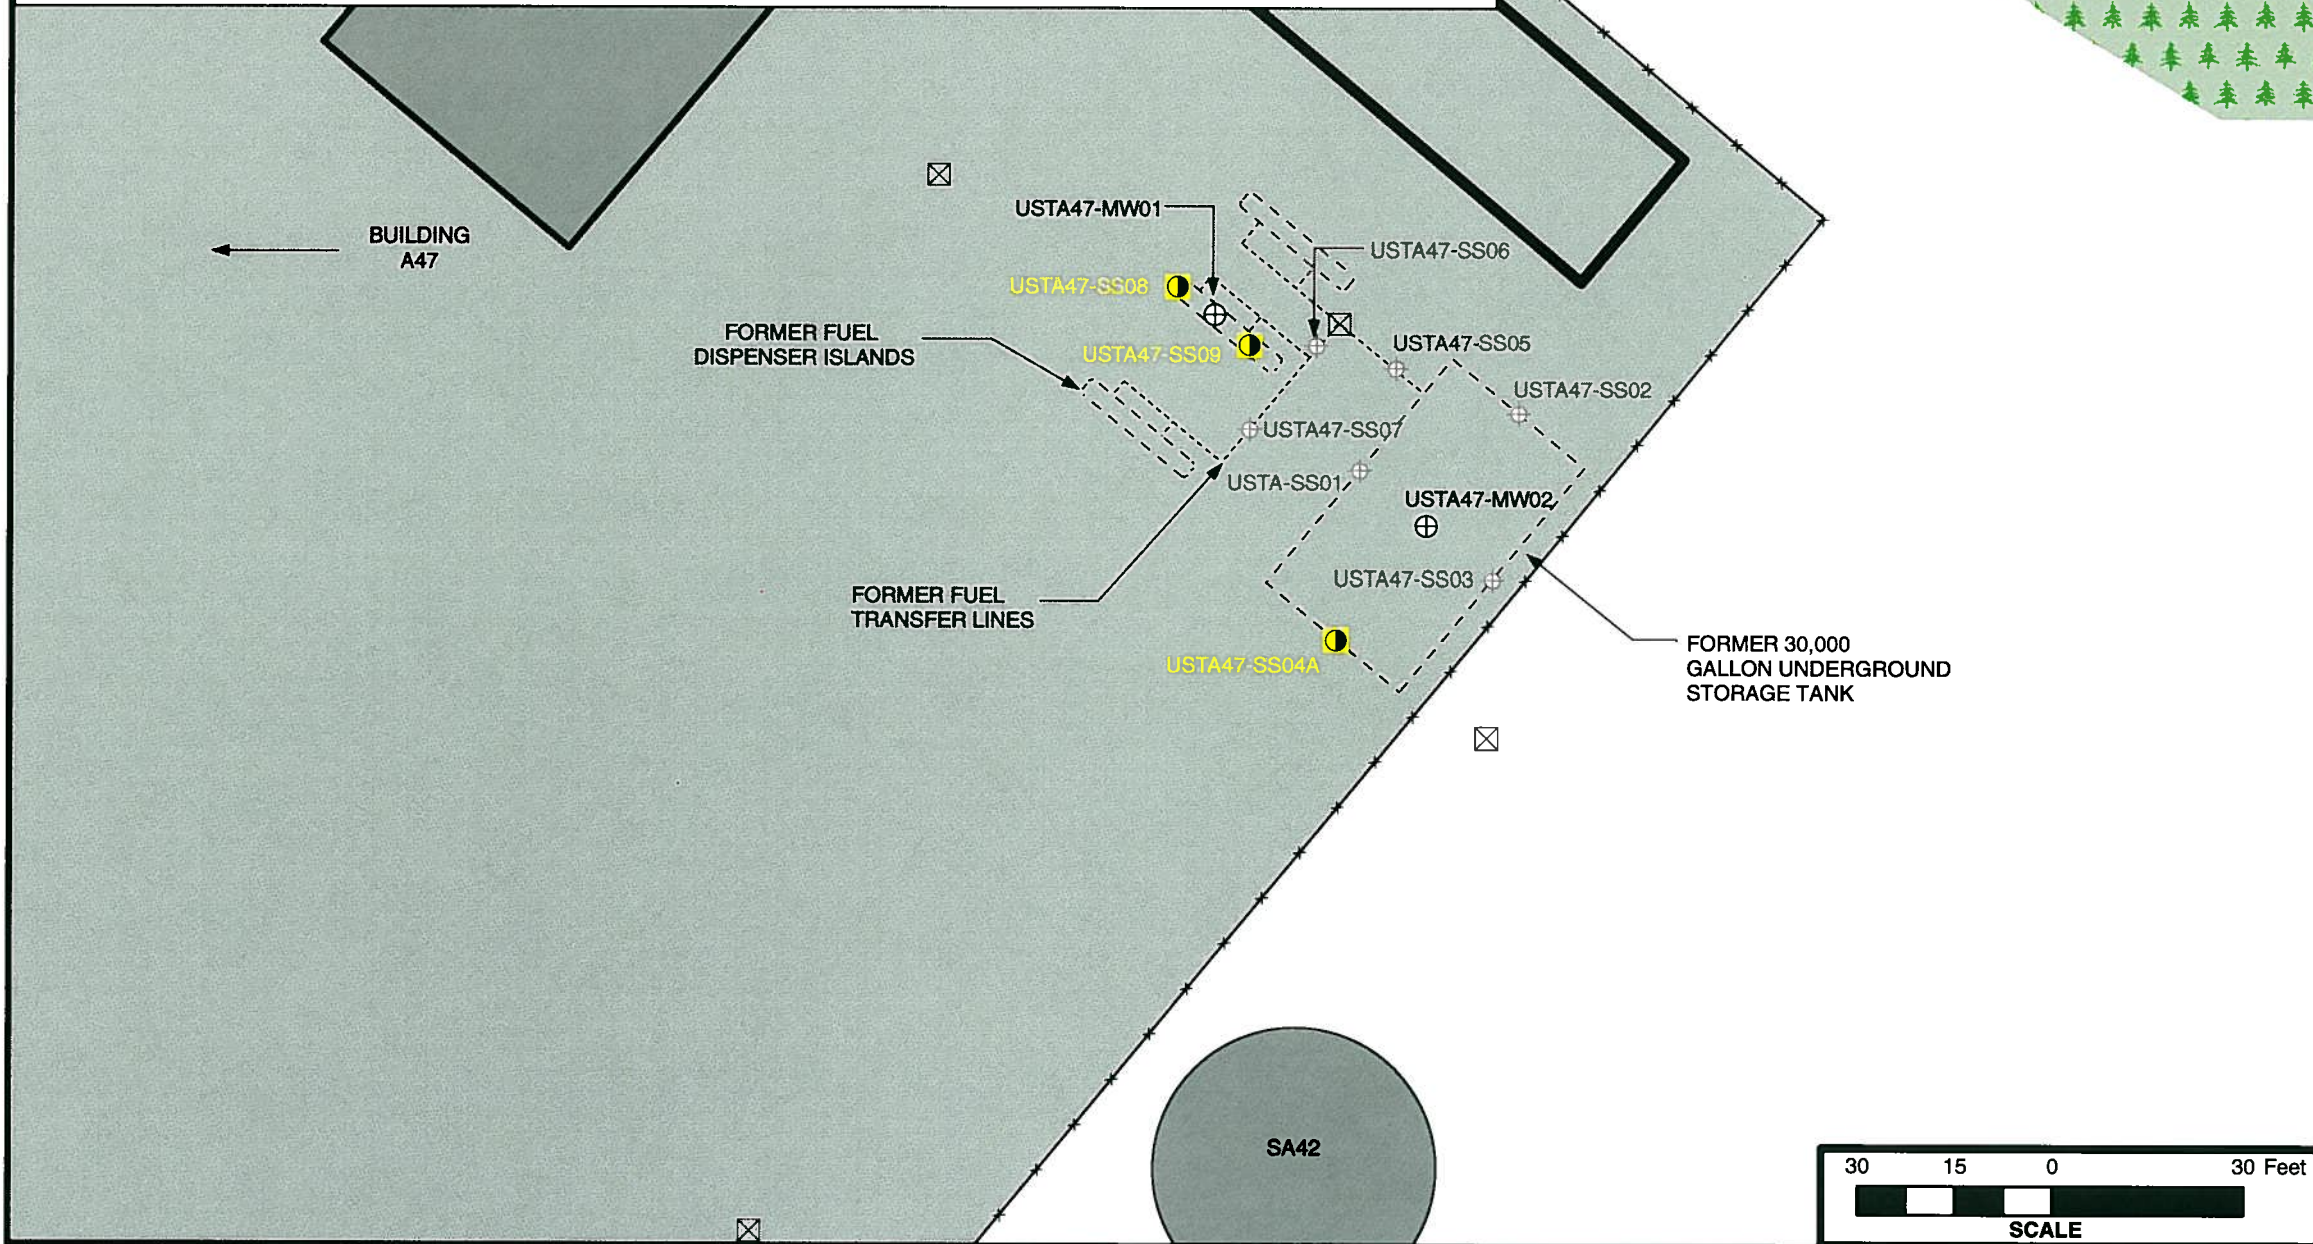 USTA47-MW01
BUILDING
A47
USTA47-SS06
USTA47-SS08
FORMER FUEL
DISPENSER ISLANDS
USTA47-SS09
USTA47-SS05
USTA47-SS02
USTA47-SS07
USTA-SS01
USTA47-MW02
USTA47-SS03
FORMER FUEL
TRANSFER LINES
USTA47-SS04A
FORMER 30,000
GALLON UNDERGROUND
STORAGE TANK
SA42
30 15 0 30 Feet
SCALE